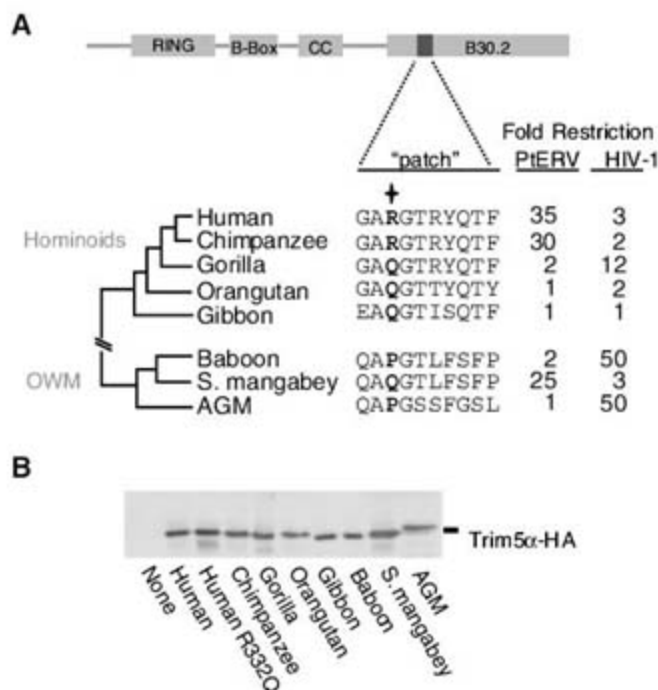 A
RING B-Box CC B30.2
Fold Restriction
"patch" PtERV HIV-1
Hominoids
Human GARGTRYQTF 35 3
Chimpanzee GARGTRYQTF 30 2
Gorilla GAQGTRYQTF 2 12
Orangutan GAQGTTYQTY 1 2
Gibbon EAQGTISQTF 1 1
OWM
Baboon QAPGTLFSFP 2 50
S. mangabey QAQGTLFSFP 25 3
AGM QAPGSSFGSL 1 50
B
Trim5α-HA
None
Human
Human R332Q
Chimpanzee
Gorilla
Orangutan
Gibbon
Baboon
S. mangabey
AGM